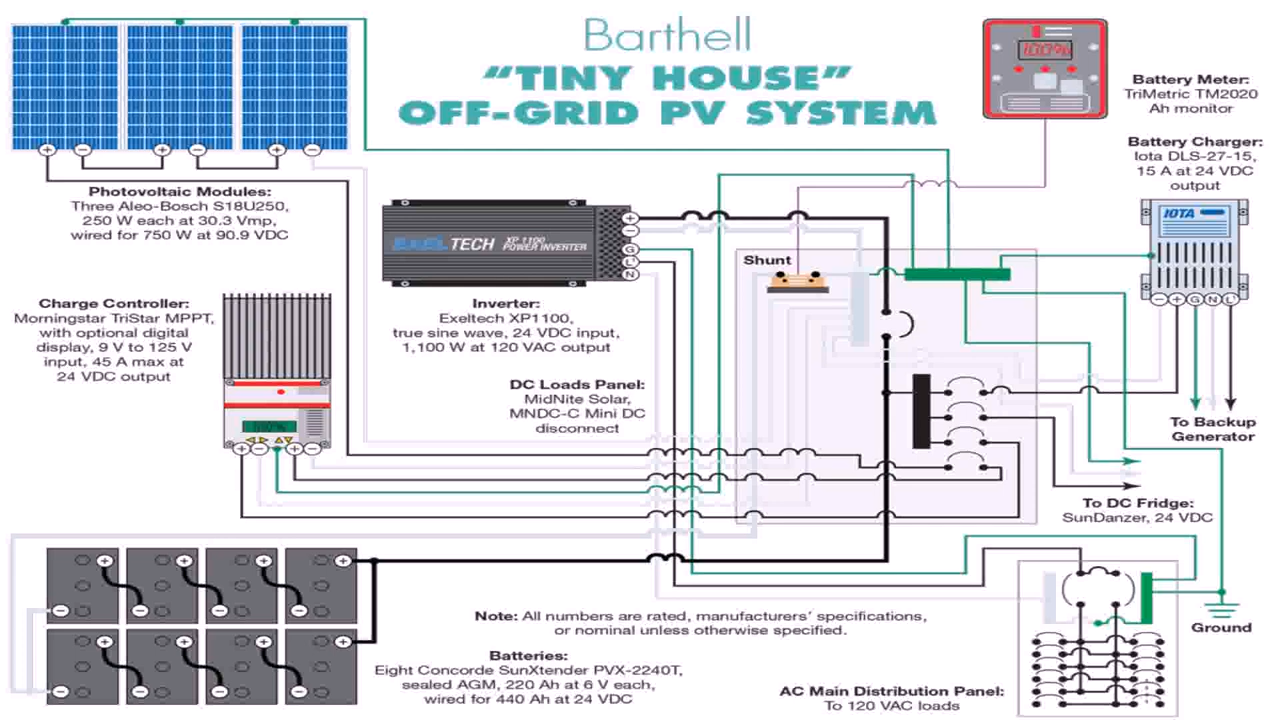 Barthell
“TINY HOUSE”
OFF-GRID PV SYSTEM
Battery Meter:
TriMetric TM2020
Ah monitor
100%
Battery Charger:
Iota DLS-27-15,
15 A at 24 VDC
output
IOTA
− + G N L
To Backup
Generator
+ − + − + −
Photovoltaic Modules:
Three Aleo-Bosch S18U250,
250 W each at 30.3 Vmp,
wired for 750 W at 90.9 VDC
EXELTECH XP 1100
POWER INVERTER
+
−
G
L
N
Inverter:
Exeltech XP1100,
true sine wave, 24 VDC input,
1,100 W at 120 VAC output
Shunt
Charge Controller:
Morningstar TriStar MPPT,
with optional digital
display, 9 V to 125 V
input, 45 A max at
24 VDC output
+ − + −
DC Loads Panel:
MidNite Solar,
MNDC-C Mini DC
disconnect
To DC Fridge:
SunDanzer, 24 VDC
+ + + +
− − − −
+ + + +
− − − −
Note: All numbers are rated, manufacturers’ specifications,
or nominal unless otherwise specified.
Batteries:
Eight Concorde SunXtender PVX-2240T,
sealed AGM, 220 Ah at 6 V each,
wired for 440 Ah at 24 VDC
Ground
AC Main Distribution Panel:
To 120 VAC loads